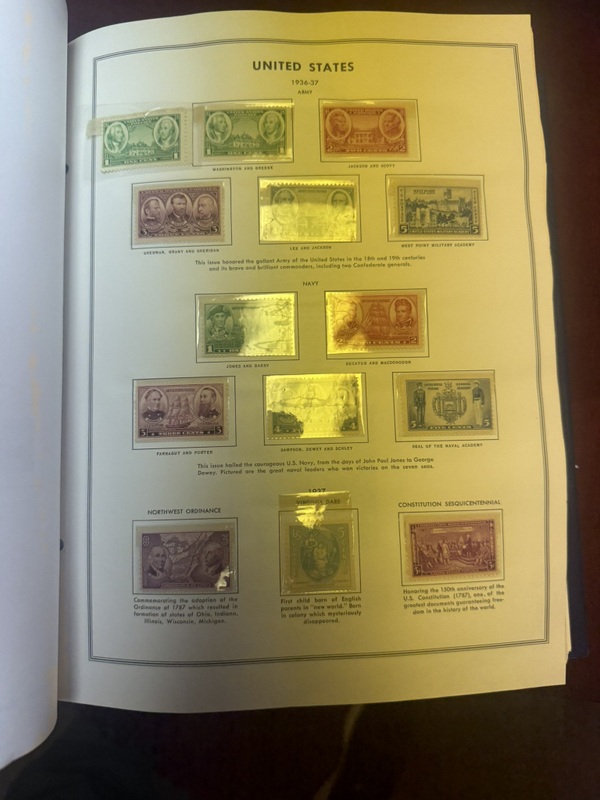 UNITED STATES
1936-37
ARMY
WASHINGTON AND GREENE
JACKSON AND SCOTT
SHERMAN, GRANT AND SHERIDAN
LEE AND JACKSON
WEST POINT MILITARY ACADEMY
This issue honored the gallant Army of the United States in the 18th and 19th centuries
and its brave and brilliant commanders, including two Confederate generals.
NAVY
JONES AND BARRY
DECATUR AND MACDONOUGH
FARRAGUT AND PORTER
SAMPSON, DEWEY AND SCHLEY
SEAL OF THE NAVAL ACADEMY
This issue hailed the courageous U.S. Navy, from the days of John Paul Jones to George
Dewey. Pictured are the great naval leaders who won victories on the seven seas.
1937
NORTHWEST ORDINANCE
VIRGINIA DARE
CONSTITUTION SESQUICENTENNIAL
Commemorating the adoption of the
Ordinance of 1787 which resulted in
formation of states of Ohio, Indiana,
Illinois, Wisconsin, Michigan.
First child born of English
parents in "new world." Born
in colony which mysteriously
disappeared.
Honoring the 150th anniversary of the
U.S. Constitution (1787), one of the
greatest documents guaranteeing free-
dom in the history of the world.